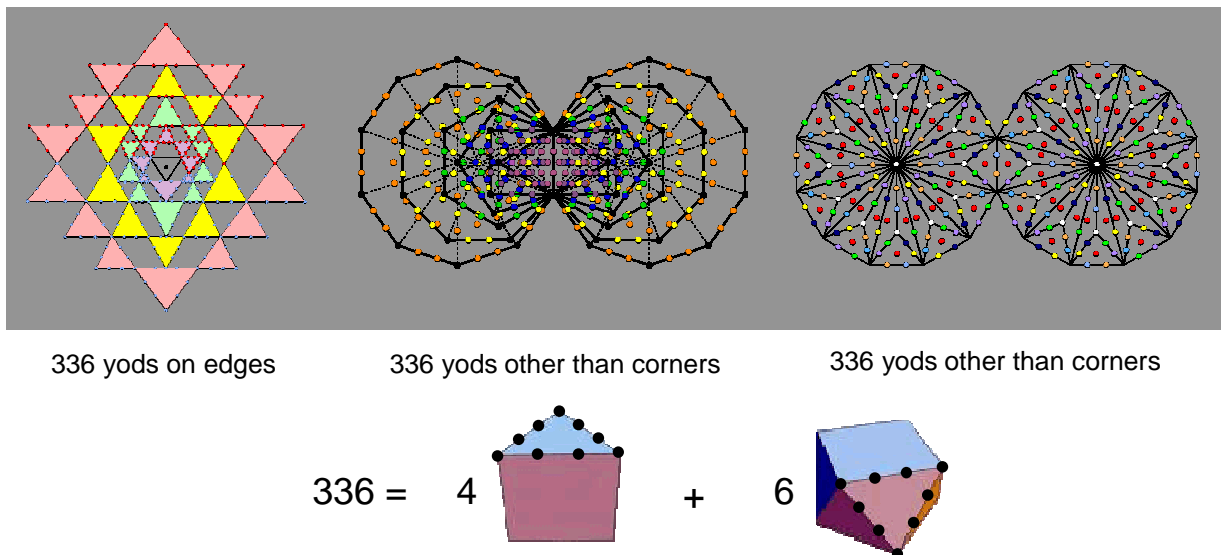 336 yods on edges
336 yods other than corners
336 yods other than corners
336 = 4 + 6